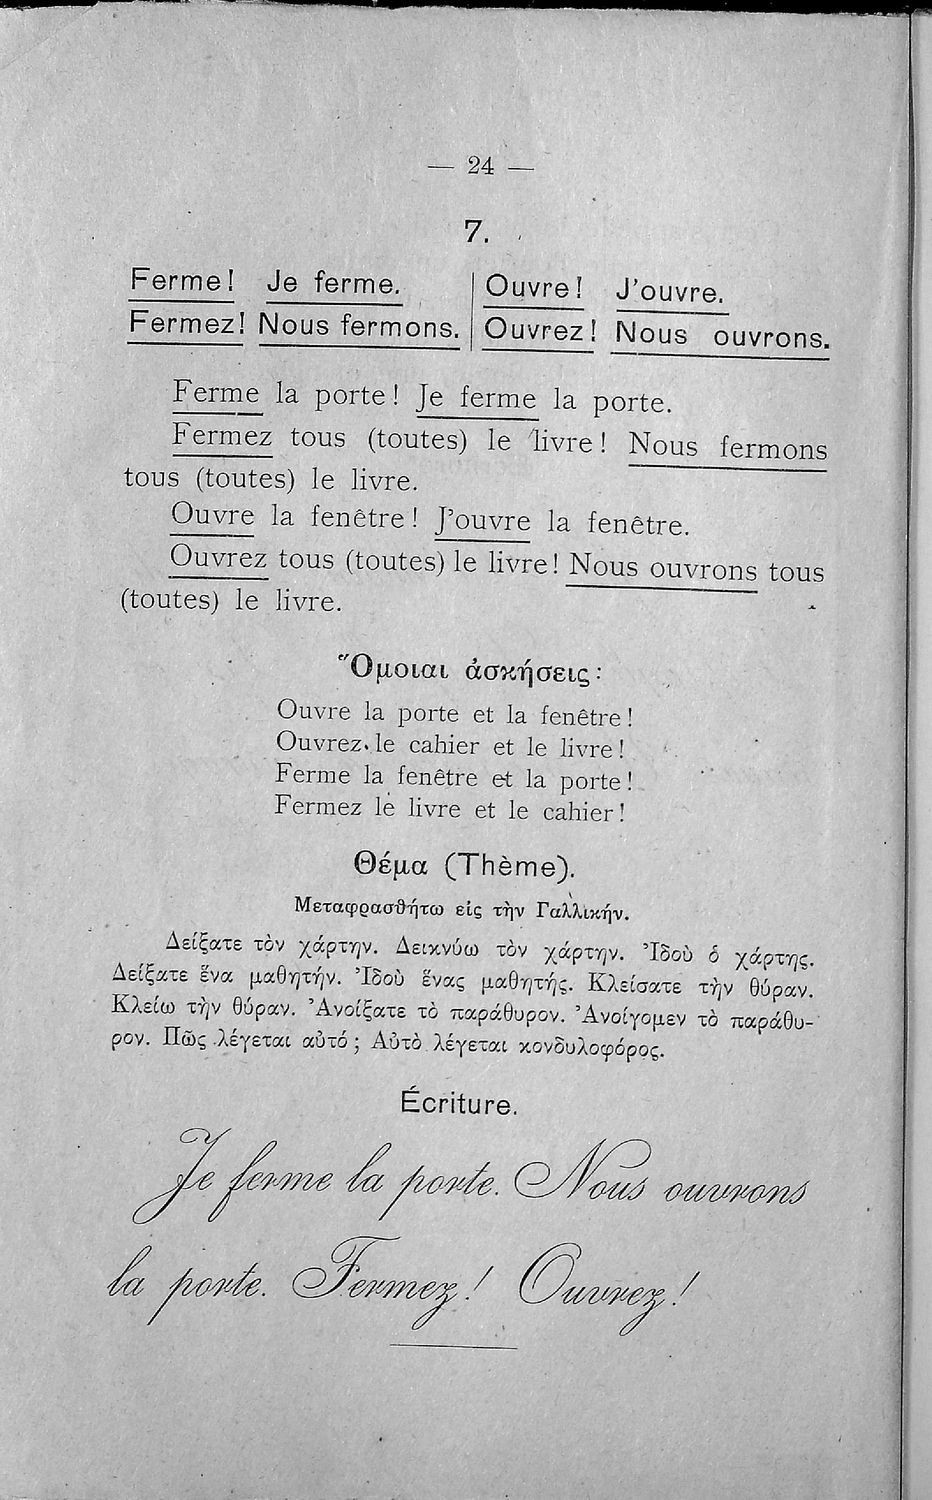 — 24 —
7.
Ferme! Je ferme. | Ouvre! J'ouvre.
Fermez! Nous fermons. | Ouvrez! Nous ouvrons.
Ferme la porte! Je ferme la porte.
Fermez tous (toutes) le livre! Nous fermons
tous (toutes) le livre.
Ouvre la fenêtre! J'ouvre la fenêtre.
Ouvrez tous (toutes) le livre! Nous ouvrons tous
(toutes) le livre.
Ὅμοιαι ἀσκήσεις:
Ouvre la porte et la fenêtre!
Ouvrez le cahier et le livre!
Ferme la fenêtre et la porte!
Fermez le livre et le cahier!
Θέμα (Thème).
Μεταφρασθήτω εἰς τὴν Γαλλικήν.
Δείξατε τὸν χάρτην. Δεικνύω τὸν χάρτην. Ἰδοὺ ὁ χάρτης.
Δείξατε ἕνα μαθητήν. Ἰδοὺ ἕνας μαθητής. Κλείσατε τὴν θύραν.
Κλείω τὴν θύραν. Ἀνοίξατε τὸ παράθυρον. Ἀνοίγομεν τὸ παράθυ-
ρον. Πῶς λέγεται αὐτό; Αὐτὸ λέγεται κονδυλοφόρος.
Écriture.
Je ferme la porte. Nous ouvrons
la porte. Fermez! Ouvrez!